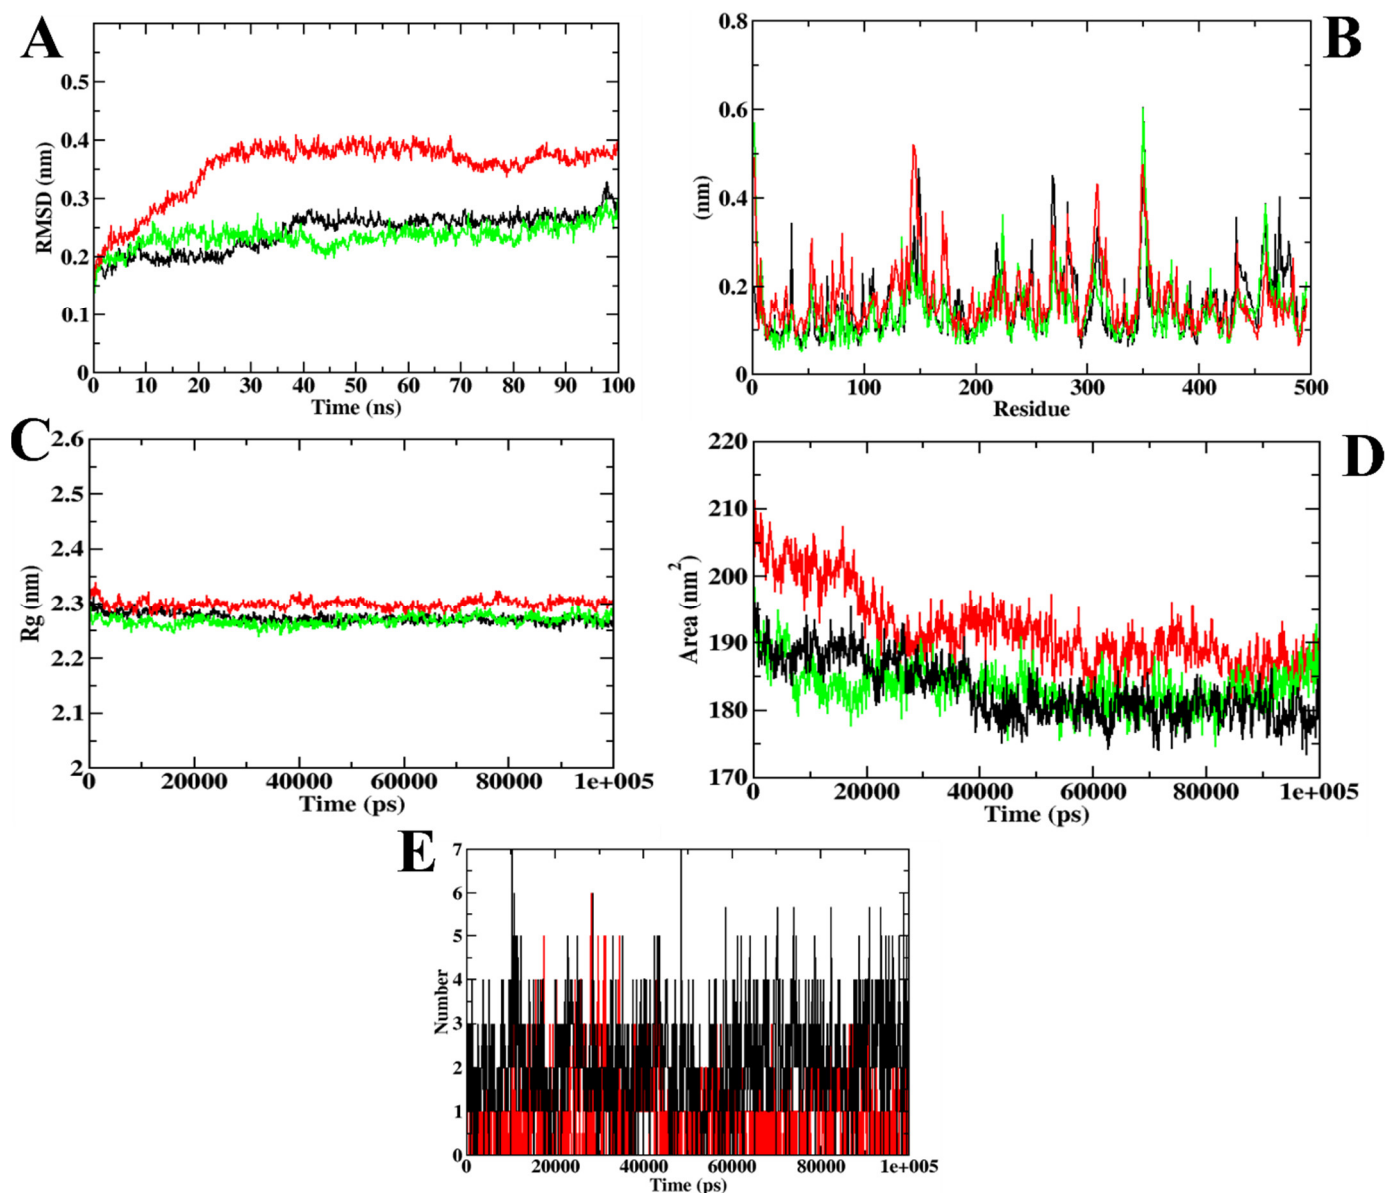 A
RMSD (nm)
0.5
0.4
0.3
0.2
0.1
0
0 10 20 30 40 50 60 70 80 90 100
Time (ns)
B
(nm)
0.8
0.6
0.4
0.2
0
0 100 200 300 400 500
Residue
C
Rg (nm)
2.6
2.5
2.4
2.3
2.2
2.1
2
0 20000 40000 60000 80000 1e+005
Time (ps)
D
Area (nm²)
220
210
200
190
180
170
0 20000 40000 60000 80000 1e+005
Time (ps)
E
Number
7
6
5
4
3
2
1
0
0 20000 40000 60000 80000 1e+005
Time (ps)